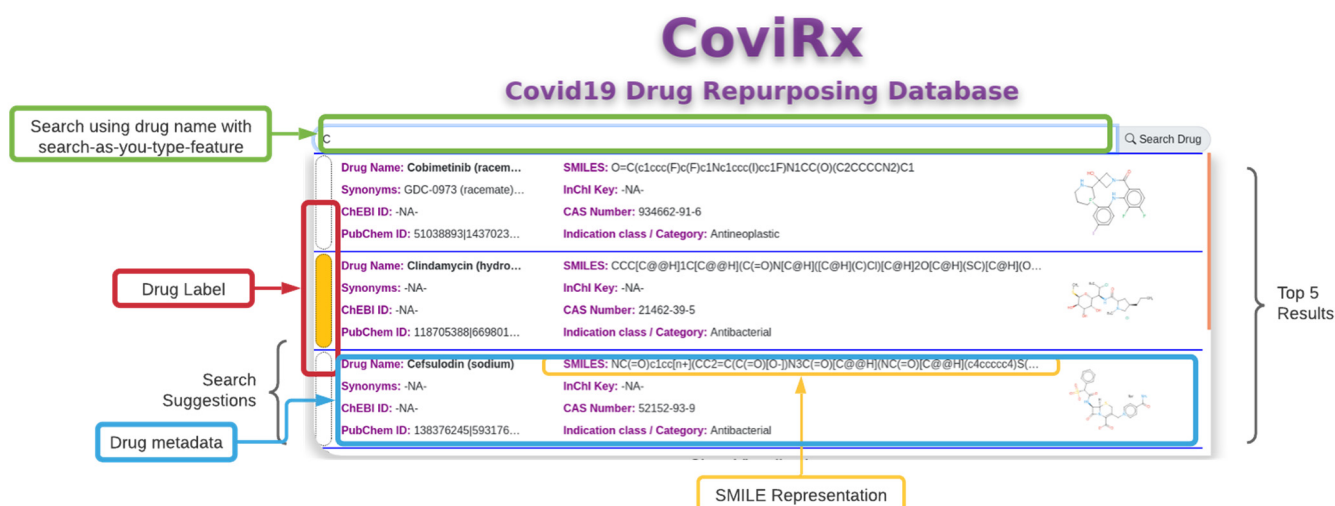 CoviRx
Covid19 Drug Repurposing Database
Search using drug name with
search-as-you-type-feature
C
Search Drug
Drug Name: Cobimetinib (racem...
SMILES: O=C(c1ccc(F)c(F)c1Nc1ccc(I)cc1F)N1CC(O)(C2CCCCN2)C1
Synonyms: GDC-0973 (racemate)...
InChI Key: -NA-
ChEBI ID: -NA-
CAS Number: 934662-91-6
PubChem ID: 51038893|1437023...
Indication class / Category: Antineoplastic
Drug Label
Drug Name: Clindamycin (hydro...
SMILES: CCC[C@@H]1C[C@@H](C(=O)N[C@H]([C@H](C)Cl)[C@H]2O[C@H](SC)[C@H](O...
Synonyms: -NA-
InChI Key: -NA-
ChEBI ID: -NA-
CAS Number: 21462-39-5
PubChem ID: 118705388|669801...
Indication class / Category: Antibacterial
Top 5
Results
Search
Suggestions
Drug metadata
Drug Name: Cefsulodin (sodium)
SMILES: NC(=O)c1cc[n+](CC2=C(C(=O)[O-])N3C(=O)[C@@H](NC(=O)[C@@H](c4ccccc4)S(...
Synonyms: -NA-
InChI Key: -NA-
ChEBI ID: -NA-
CAS Number: 52152-93-9
PubChem ID: 138376245|593176...
Indication class / Category: Antibacterial
SMILE Representation